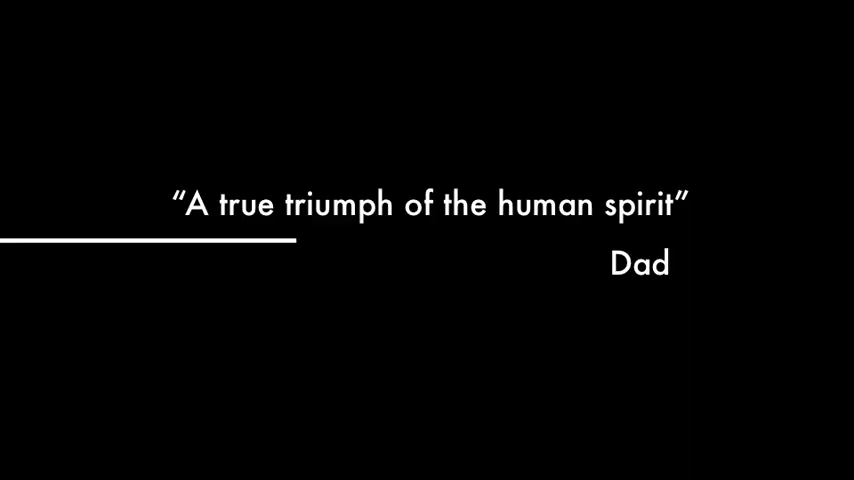 “A true triumph of the human spirit”
Dad